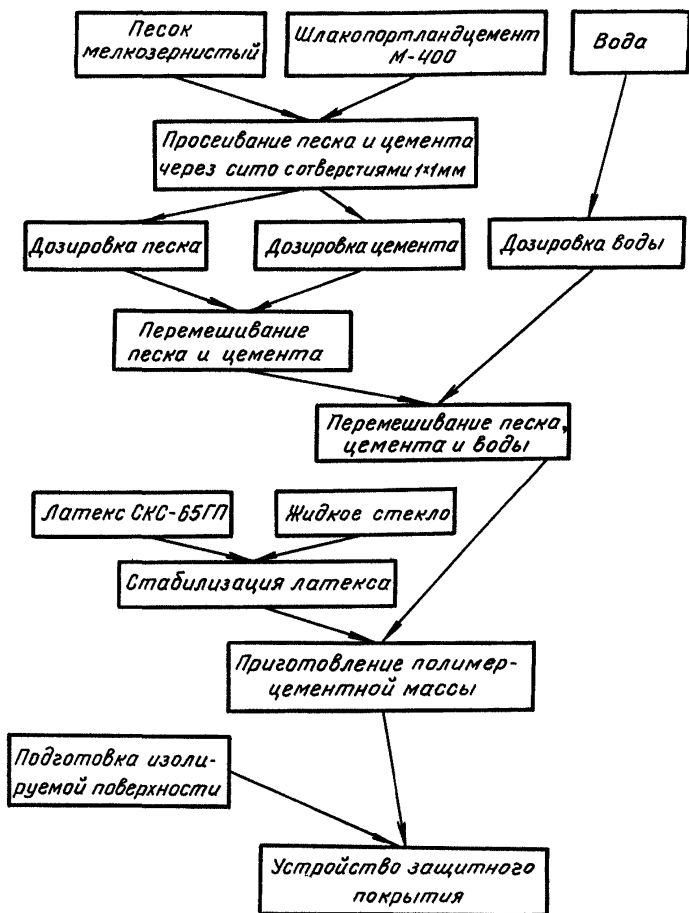 Песок
мелкозернистый
Шлакопортландцемент
М-400
Вода
Просеивание песка и цемента
через сито с отверстиями 1×1мм
Дозировка песка
Дозировка цемента
Дозировка воды
Перемешивание
песка и цемента
Перемешивание песка,
цемента и воды
Латекс СКС-65ГП
Жидкое стекло
Стабилизация латекса
Приготовление полимер-
цементной массы
Подготовка изоли-
руемой поверхности
Устройство защитного
покрытия